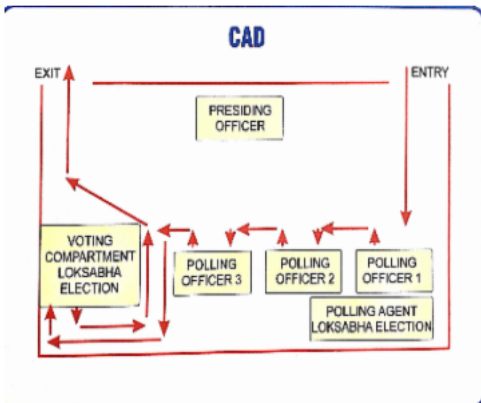 CAD
EXIT
ENTRY
PRESIDING
OFFICER
VOTING
COMPARTMENT
LOKSABHA
ELECTION
POLLING
OFFICER 3
POLLING
OFFICER 2
POLLING
OFFICER 1
POLLING AGENT
LOKSABHA ELECTION